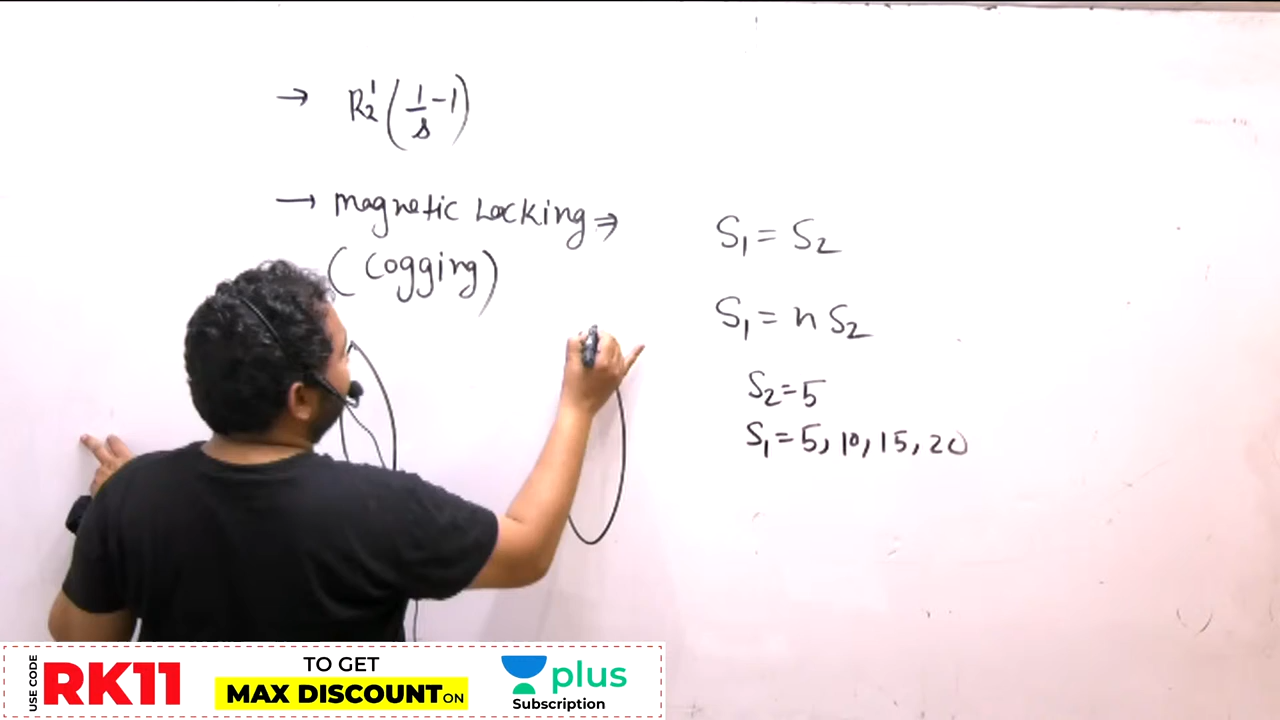 → R₂' (1/s - 1)
→ Magnetic Locking ⇒
(Cogging)
S₁ = S₂
S₁ = n S₂
S₂ = 5
S₁ = 5, 10, 15, 20
USE CODE
RK11
TO GET
MAX DISCOUNT ON
plus
Subscription